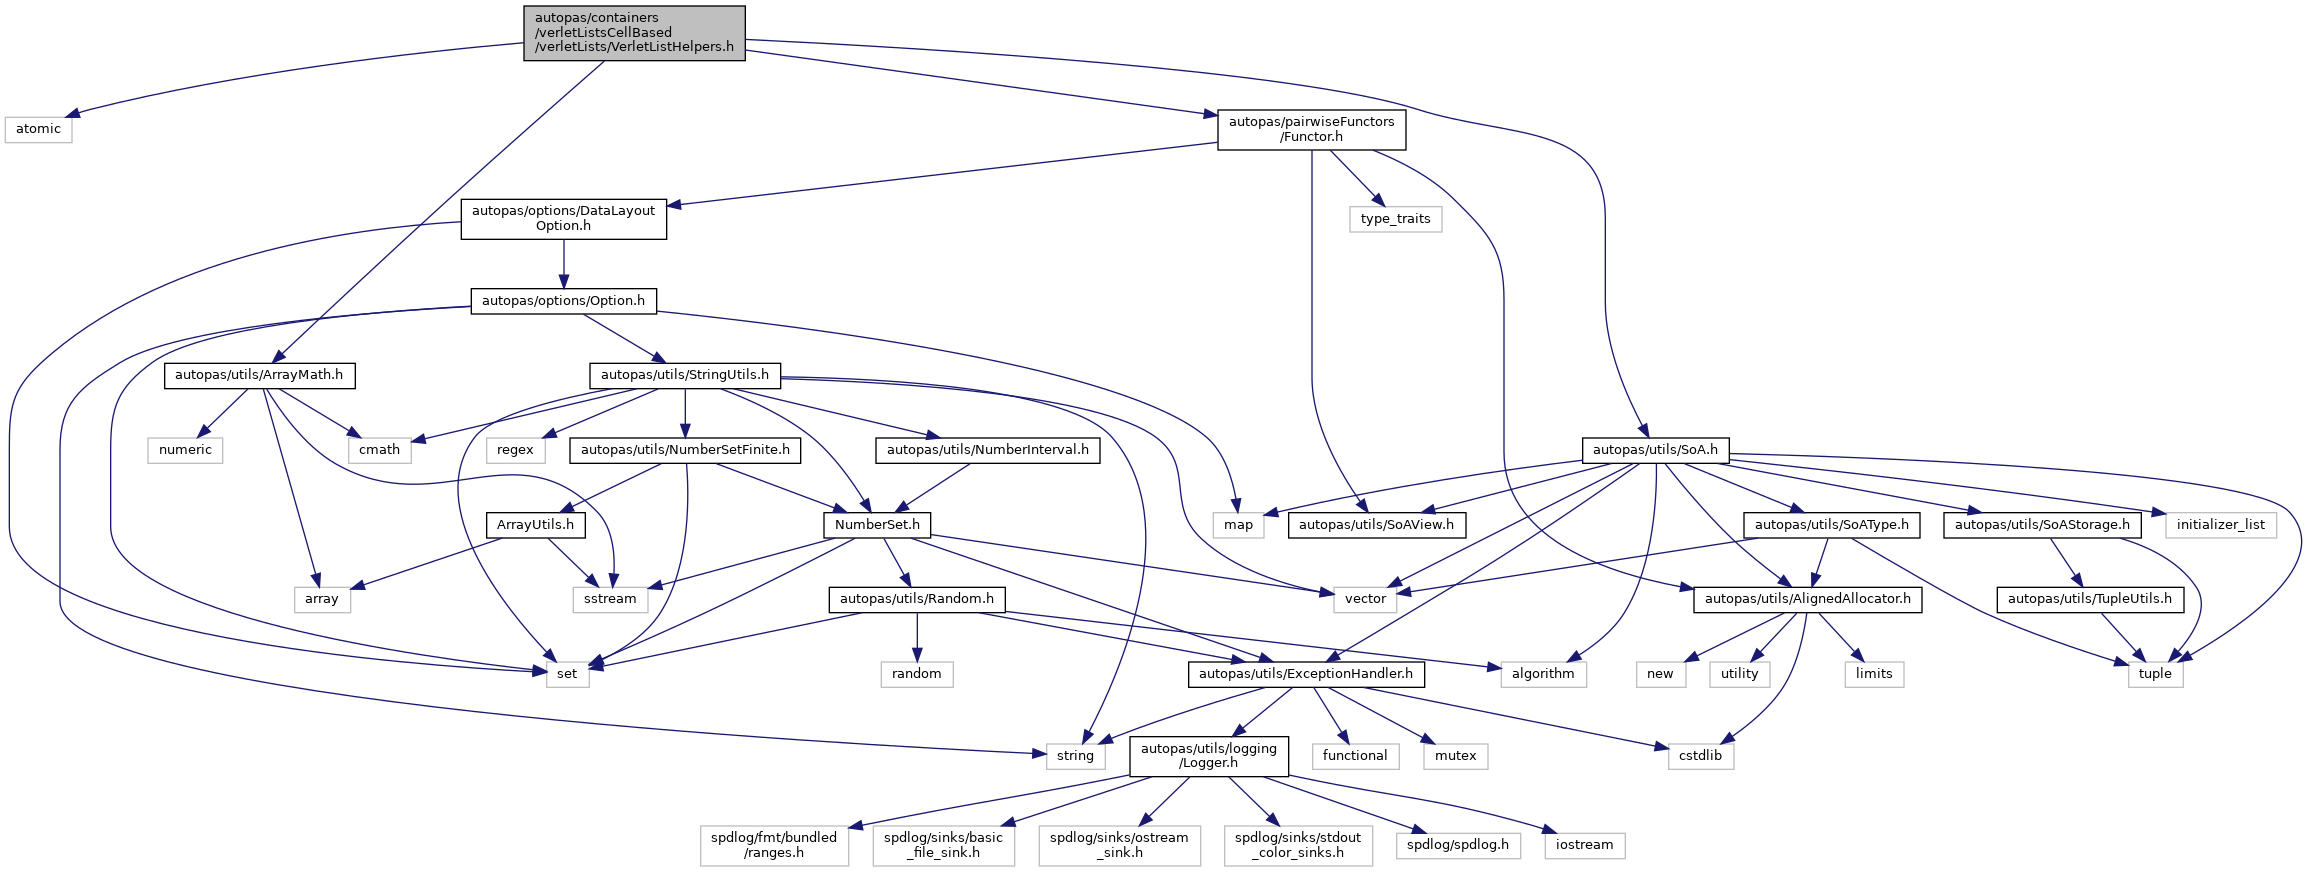 autopas/containers
/verletListsCellBased
/verletLists/VerletListHelpers.h
atomic
autopas/pairwiseFunctors
/Functor.h
autopas/options/DataLayout
Option.h
type_traits
autopas/options/Option.h
autopas/utils/ArrayMath.h
autopas/utils/StringUtils.h
numeric
cmath
regex
autopas/utils/NumberSetFinite.h
autopas/utils/NumberInterval.h
autopas/utils/SoA.h
ArrayUtils.h
NumberSet.h
map
autopas/utils/SoAView.h
autopas/utils/SoAType.h
autopas/utils/SoAStorage.h
initializer_list
array
sstream
autopas/utils/Random.h
vector
autopas/utils/AlignedAllocator.h
autopas/utils/TupleUtils.h
set
random
autopas/utils/ExceptionHandler.h
algorithm
new
utility
limits
tuple
string
autopas/utils/logging
/Logger.h
functional
mutex
cstdlib
spdlog/fmt/bundled
/ranges.h
spdlog/sinks/basic
_file_sink.h
spdlog/sinks/ostream
_sink.h
spdlog/sinks/stdout
_color_sinks.h
spdlog/spdlog.h
iostream